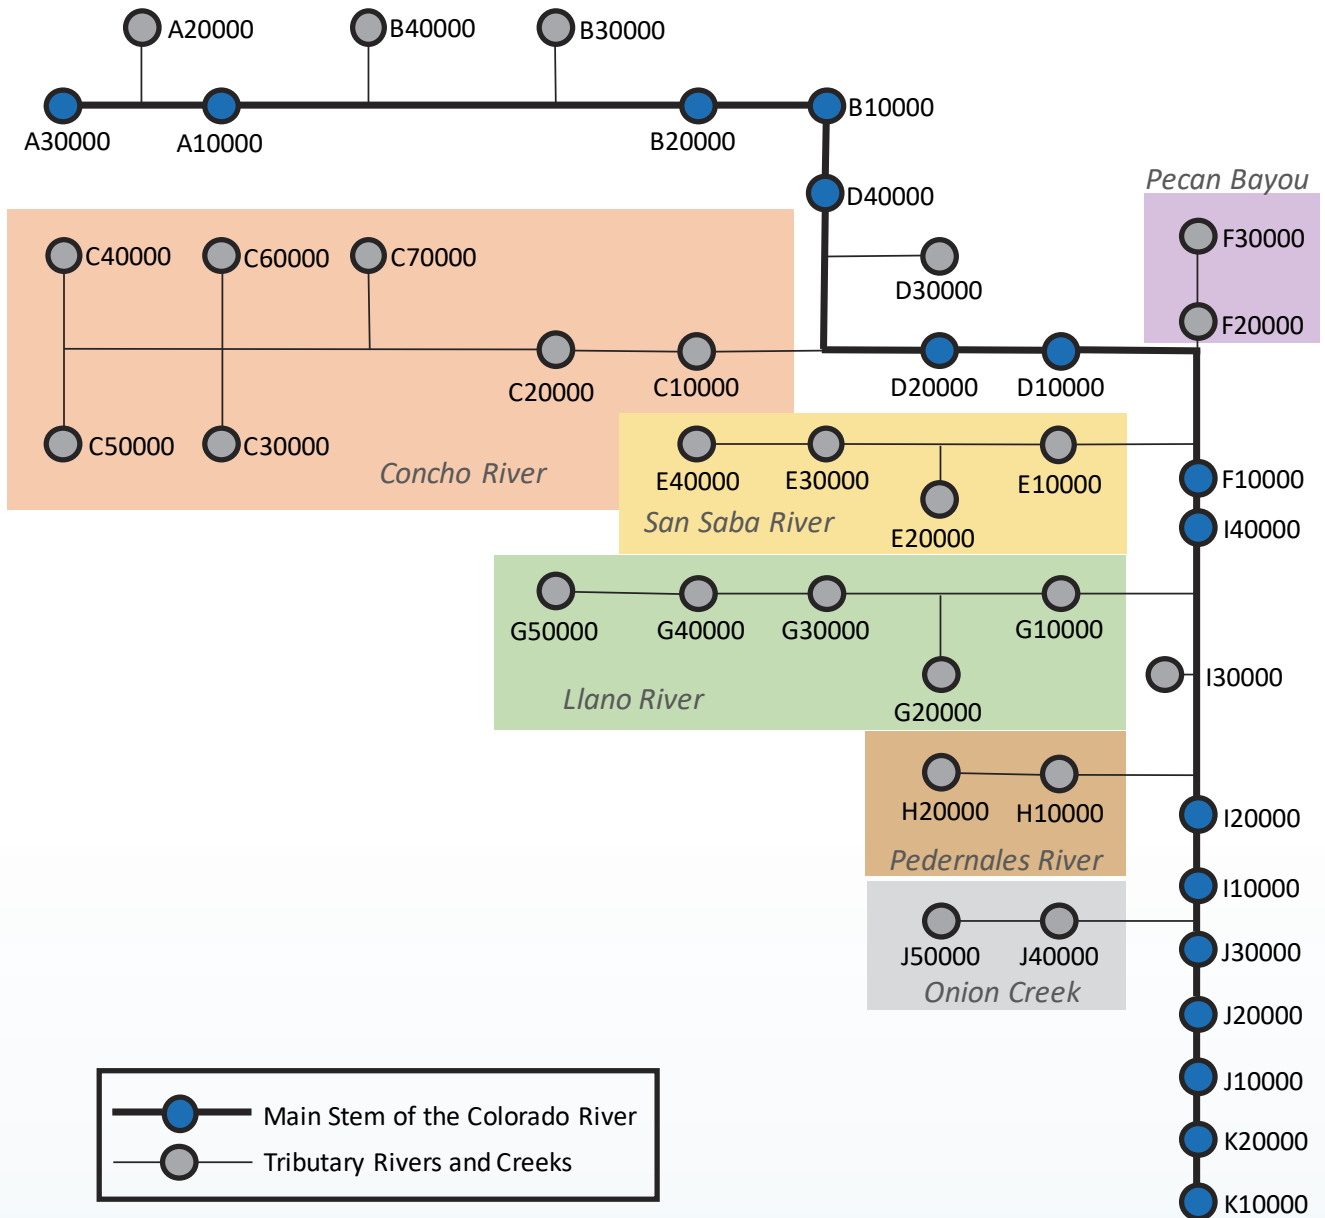 A20000
B40000
B30000
A30000
A10000
B20000
B10000
D40000
Pecan Bayou
F30000
F20000
C40000
C60000
C70000
D30000
C20000
C10000
D20000
D10000
C50000
C30000
Concho River
E40000
E30000
E10000
E20000
San Saba River
F10000
I40000
G50000
G40000
G30000
G10000
G20000
Llano River
I30000
H20000
H10000
Pedernales River
I20000
I10000
J50000
J40000
Onion Creek
J30000
J20000
J10000
K20000
K10000
Main Stem of the Colorado River
Tributary Rivers and Creeks